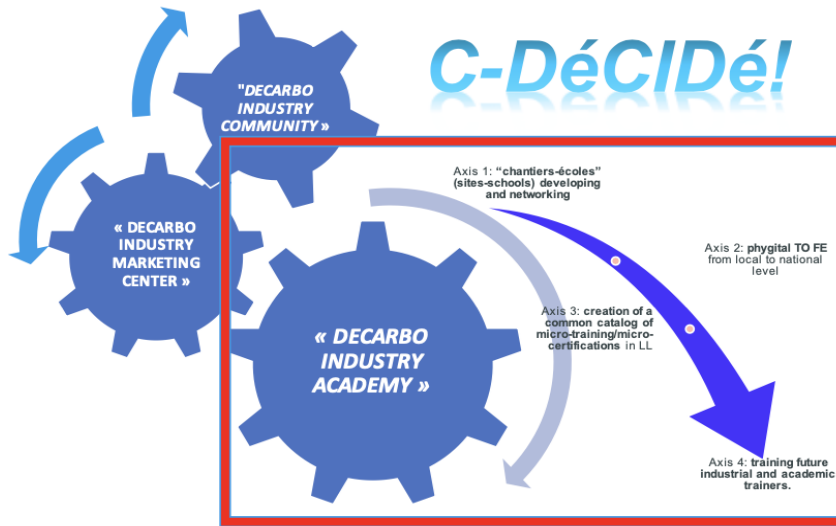 C-DéCIDé!
"DECARBO
INDUSTRY
COMMUNITY »
« DECARBO
INDUSTRY
MARKETING
CENTER »
« DECARBO
INDUSTRY
ACADEMY »
Axis 1: “chantiers-écoles”
(sites-schools) developing
and networking
Axis 2: phygital TO FE
from local to national
level
Axis 3: creation of a
common catalog of
micro-training/micro-
certifications in LL
Axis 4: training future
industrial and academic
trainers.